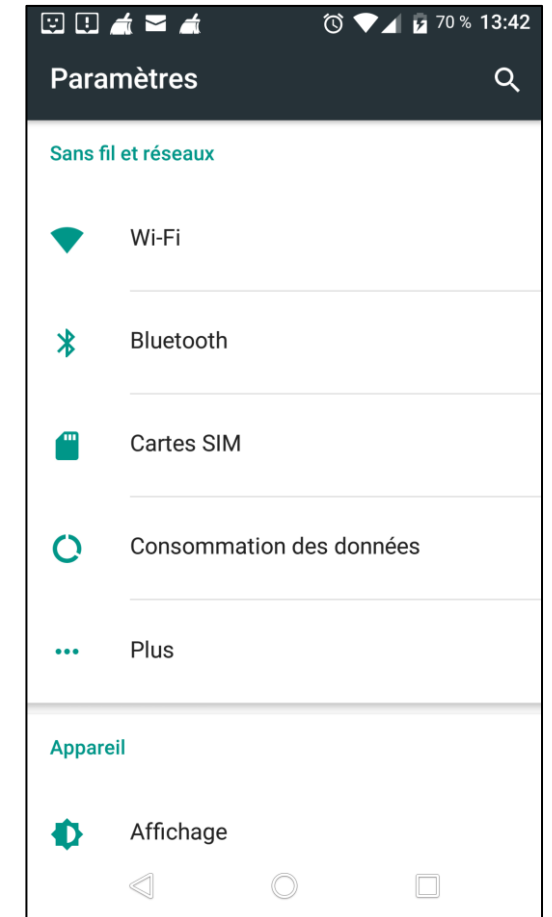 70 % 13:42
Paramètres
Sans fil et réseaux
Wi-Fi
Bluetooth
Cartes SIM
Consommation des données
Plus
Appareil
Affichage